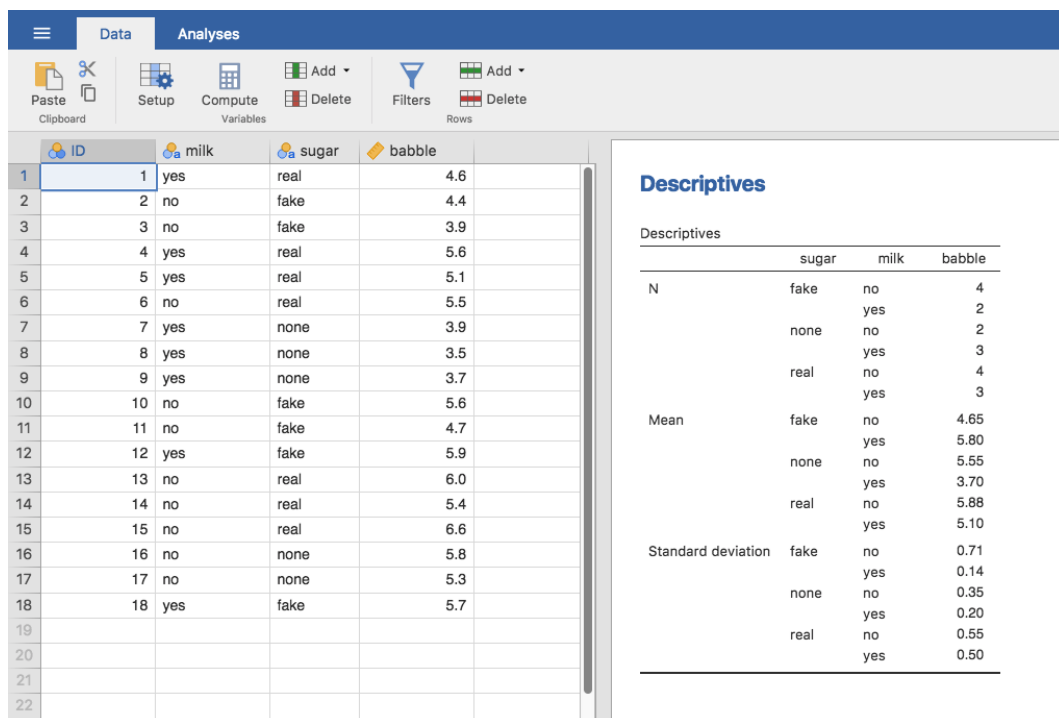 Data Analyses
Paste Setup Compute Add Delete Filters Add Delete
Clipboard Variables Rows
ID milk sugar babble
1 1 yes real 4.6
2 2 no fake 4.4
3 3 no fake 3.9
4 4 yes real 5.6
5 5 yes real 5.1
6 6 no real 5.5
7 7 yes none 3.9
8 8 yes none 3.5
9 9 yes none 3.7
10 10 no fake 5.6
11 11 no fake 4.7
12 12 yes fake 5.9
13 13 no real 6.0
14 14 no real 5.4
15 15 no real 6.6
16 16 no none 5.8
17 17 no none 5.3
18 18 yes fake 5.7
19
20
21
22
Descriptives
Descriptives
sugar milk babble
N fake no 4
yes 2
none no 2
yes 3
real no 4
yes 3
Mean fake no 4.65
yes 5.80
none no 5.55
yes 3.70
real no 5.88
yes 5.10
Standard deviation fake no 0.71
yes 0.14
none no 0.35
yes 0.20
real no 0.55
yes 0.50